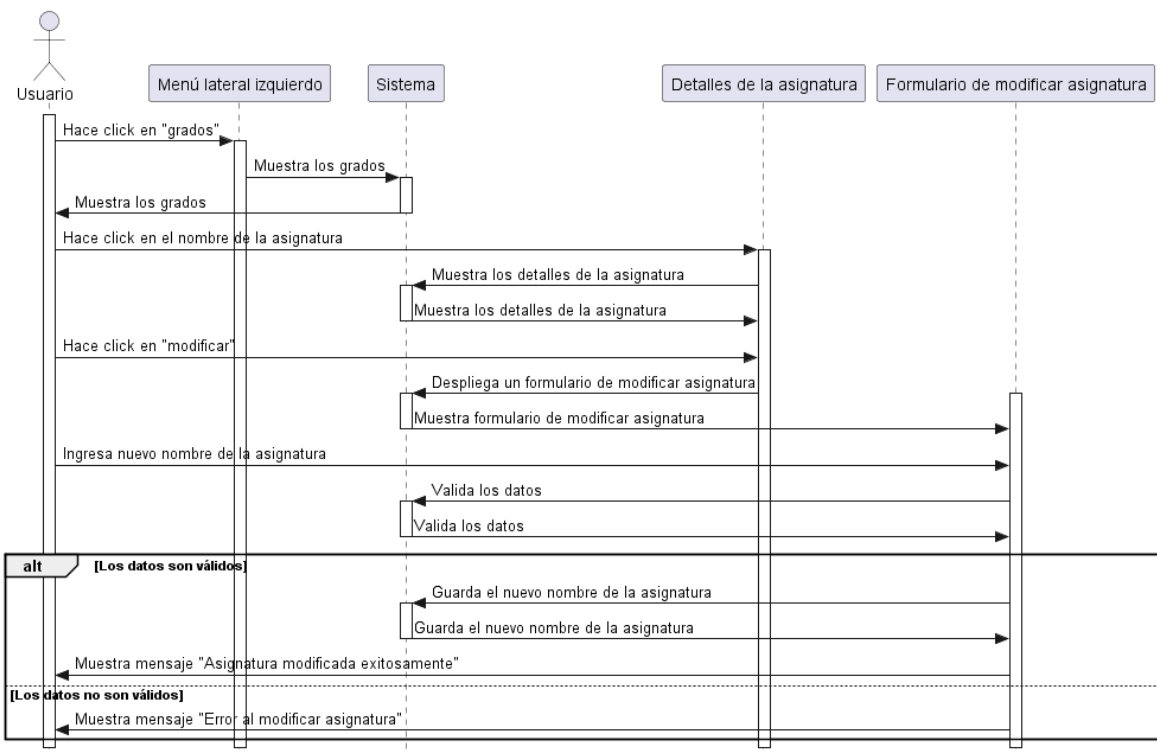 Usuario
Menú lateral izquierdo
Sistema
Detalles de la asignatura
Formulario de modificar asignatura
Hace click en "grados"
Muestra los grados
Muestra los grados
Hace click en el nombre de la asignatura
Muestra los detalles de la asignatura
Muestra los detalles de la asignatura
Hace click en "modificar"
Despliega un formulario de modificar asignatura
Muestra formulario de modificar asignatura
Ingresa nuevo nombre de la asignatura
Valida los datos
Valida los datos
alt [Los datos son válidos]
Guarda el nuevo nombre de la asignatura
Guarda el nuevo nombre de la asignatura
Muestra mensaje "Asignatura modificada exitosamente"
[Los datos no son válidos]
Muestra mensaje "Error al modificar asignatura"